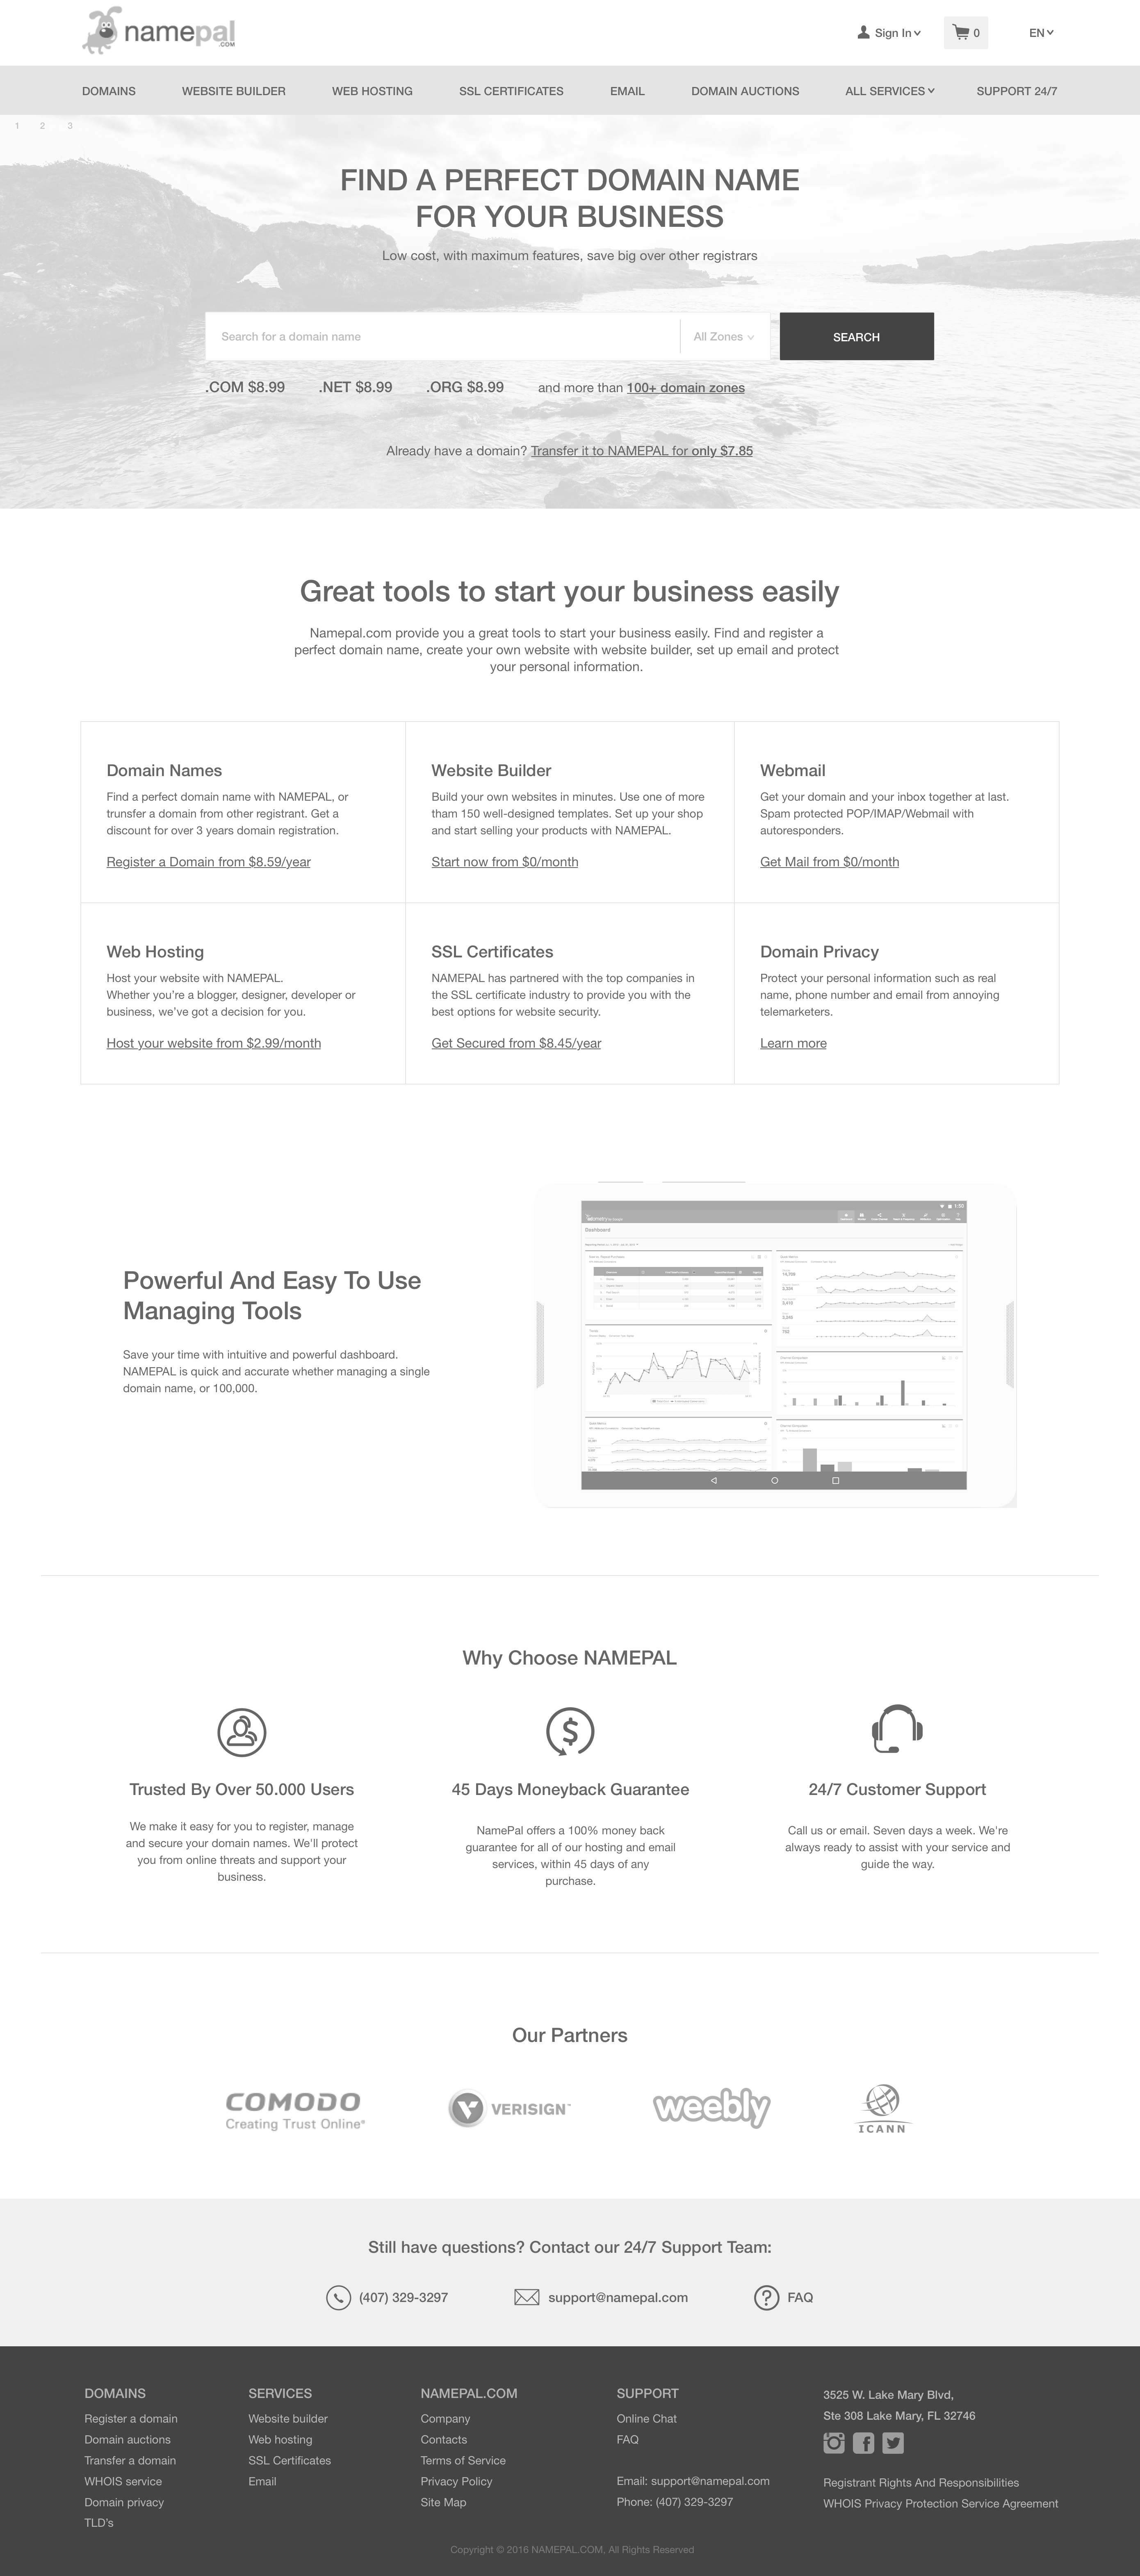 namepal
.COM
Sign In
0
EN
DOMAINS
WEBSITE BUILDER
WEB HOSTING
SSL CERTIFICATES
EMAIL
DOMAIN AUCTIONS
ALL SERVICES
SUPPORT 24/7
1 2 3
FIND A PERFECT DOMAIN NAME
FOR YOUR BUSINESS
Low cost, with maximum features, save big over other registrars
Search for a domain name
All Zones
SEARCH
.COM $8.99
.NET $8.99
.ORG $8.99
and more than 100+ domain zones
Already have a domain? Transfer it to NAMEPAL for only $7.85
Great tools to start your business easily
Namepal.com provide you a great tools to start your business easily. Find and register a
perfect domain name, create your own website with website builder, set up email and protect
your personal information.
Domain Names
Find a perfect domain name with NAMEPAL, or
trunsfer a domain from other registrant. Get a
discount for over 3 years domain registration.
Register a Domain from $8.59/year
Website Builder
Build your own websites in minutes. Use one of more
tham 150 well-designed templates. Set up your shop
and start selling your products with NAMEPAL.
Start now from $0/month
Webmail
Get your domain and your inbox together at last.
Spam protected POP/IMAP/Webmail with
autoresponders.
Get Mail from $0/month
Web Hosting
Host your website with NAMEPAL.
Whether you're a blogger, designer, developer or
business, we've got a decision for you.
Host your website from $2.99/month
SSL Certificates
NAMEPAL has partnered with the top companies in
the SSL certificate industry to provide you with the
best options for website security.
Get Secured from $8.45/year
Domain Privacy
Protect your personal information such as real
name, phone number and email from annoying
telemarketers.
Learn more
Powerful And Easy To Use
Managing Tools
Save your time with intuitive and powerful dashboard.
NAMEPAL is quick and accurate whether managing a single
domain name, or 100,000.
1:50
Dashboard
Why Choose NAMEPAL
Trusted By Over 50.000 Users
We make it easy for you to register, manage
and secure your domain names. We'll protect
you from online threats and support your
business.
45 Days Moneyback Guarantee
NamePal offers a 100% money back
guarantee for all of our hosting and email
services, within 45 days of any
purchase.
24/7 Customer Support
Call us or email. Seven days a week. We're
always ready to assist with your service and
guide the way.
Our Partners
COMODO
Creating Trust Online®
VERISIGN™
weebly
ICANN
Still have questions? Contact our 24/7 Support Team:
(407) 329-3297
support@namepal.com
FAQ
DOMAINS
Register a domain
Domain auctions
Transfer a domain
WHOIS service
Domain privacy
TLD's
SERVICES
Website builder
Web hosting
SSL Certificates
Email
NAMEPAL.COM
Company
Contacts
Terms of Service
Privacy Policy
Site Map
SUPPORT
Online Chat
FAQ
Email: support@namepal.com
Phone: (407) 329-3297
3525 W. Lake Mary Blvd,
Ste 308 Lake Mary, FL 32746
Registrant Rights And Responsibilities
WHOIS Privacy Protection Service Agreement
Copyright © 2016 NAMEPAL.COM, All Rights Reserved